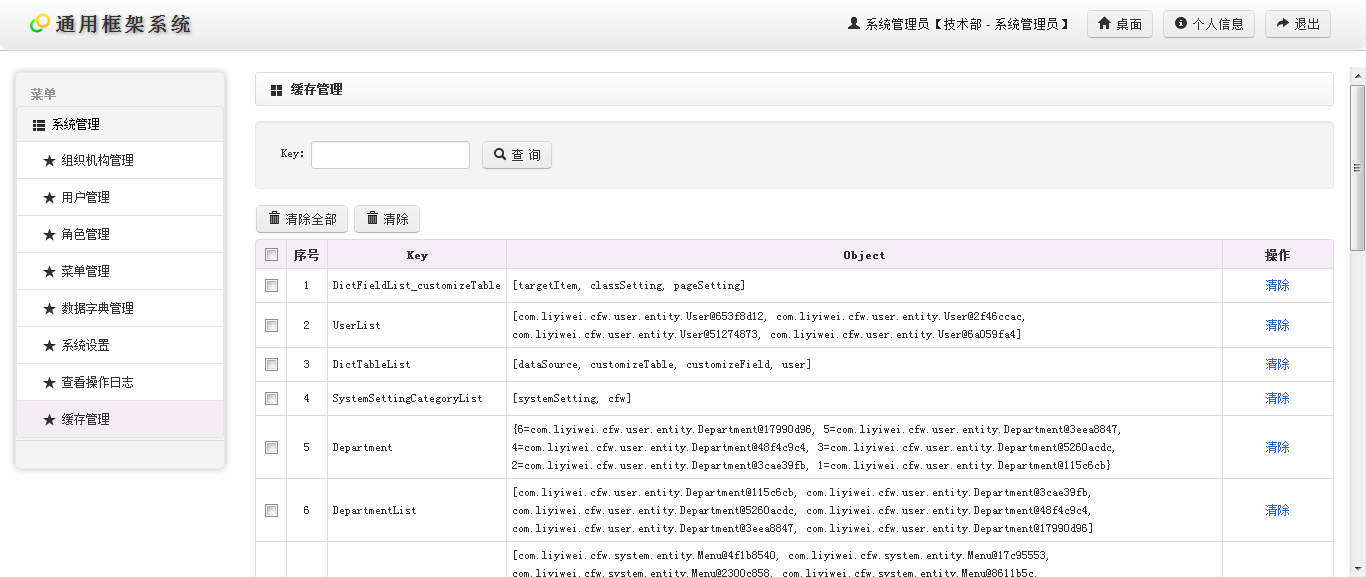 通用框架系统
系统管理员【技术部 - 系统管理员】 桌面 个人信息 退出
菜单
系统管理
组织机构管理
用户管理
角色管理
菜单管理
数据字典管理
系统设置
查看操作日志
缓存管理
缓存管理
Key: 查 询
清除全部 清除
序号 Key Object 操作
1 DictFieldList_customizeTable [targetItem, classSetting, pageSetting] 清除
2 UserList [com.liyiwei.cfw.user.entity.User@653f8d12, com.liyiwei.cfw.user.entity.User@2f46ccac,
com.liyiwei.cfw.user.entity.User@51274873, com.liyiwei.cfw.user.entity.User@6a059fa4] 清除
3 DictTableList [dataSource, customizeTable, customizeField, user] 清除
4 SystemSettingCategoryList [systemSetting, cfw] 清除
5 Department {6=com.liyiwei.cfw.user.entity.Department@17990d96, 5=com.liyiwei.cfw.user.entity.Department@3eea8847,
4=com.liyiwei.cfw.user.entity.Department@48f4c9c4, 3=com.liyiwei.cfw.user.entity.Department@5260acdc,
2=com.liyiwei.cfw.user.entity.Department@3cae39fb, 1=com.liyiwei.cfw.user.entity.Department@115c6cb} 清除
6 DepartmentList [com.liyiwei.cfw.user.entity.Department@115c6cb, com.liyiwei.cfw.user.entity.Department@3cae39fb,
com.liyiwei.cfw.user.entity.Department@5260acdc, com.liyiwei.cfw.user.entity.Department@48f4c9c4,
com.liyiwei.cfw.user.entity.Department@3eea8847, com.liyiwei.cfw.user.entity.Department@17990d96] 清除
[com.liyiwei.cfw.system.entity.Menu@4f1b8540, com.liyiwei.cfw.system.entity.Menu@17c95553,
com.liyiwei.cfw.system.entity.Menu@2300c858, com.liyiwei.cfw.system.entity.Menu@8611b5c,